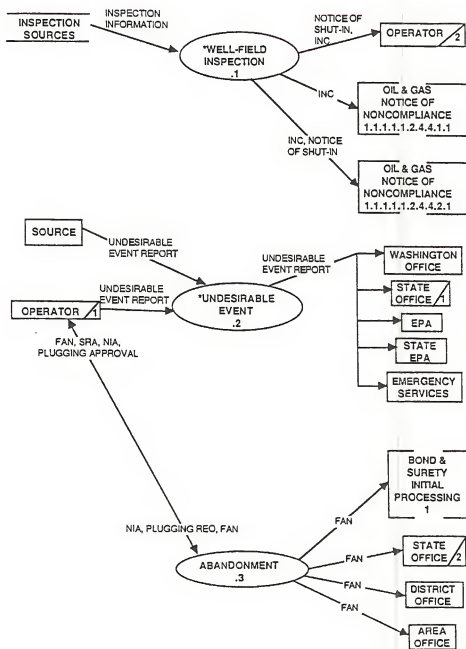 INSPECTION
SOURCES
INSPECTION
INFORMATION
*WELL-FIELD
INSPECTION
.1
NOTICE OF
SHUT-IN,
INC
OPERATOR 2
INC
OIL & GAS
NOTICE OF
NONCOMPLIANCE
1.1.1.1.1.2.4.4.1.1
INC, NOTICE
OF SHUT-IN
OIL & GAS
NOTICE OF
NONCOMPLIANCE
1.1.1.1.1.2.4.4.2.1
SOURCE
UNDESIRABLE
EVENT REPORT
OPERATOR 1
UNDESIRABLE
EVENT REPORT
*UNDESIRABLE
EVENT
.2
UNDESIRABLE
EVENT REPORT
WASHINGTON
OFFICE
STATE
OFFICE 1
EPA
STATE
EPA
EMERGENCY
SERVICES
FAN, SRA, NIA,
PLUGGING APPROVAL
NIA, PLUGGING REO, FAN
ABANDONMENT
.3
FAN
BOND &
SURETY
INITIAL
PROCESSING
1
FAN
STATE
OFFICE 2
FAN
DISTRICT
OFFICE
FAN
AREA
OFFICE